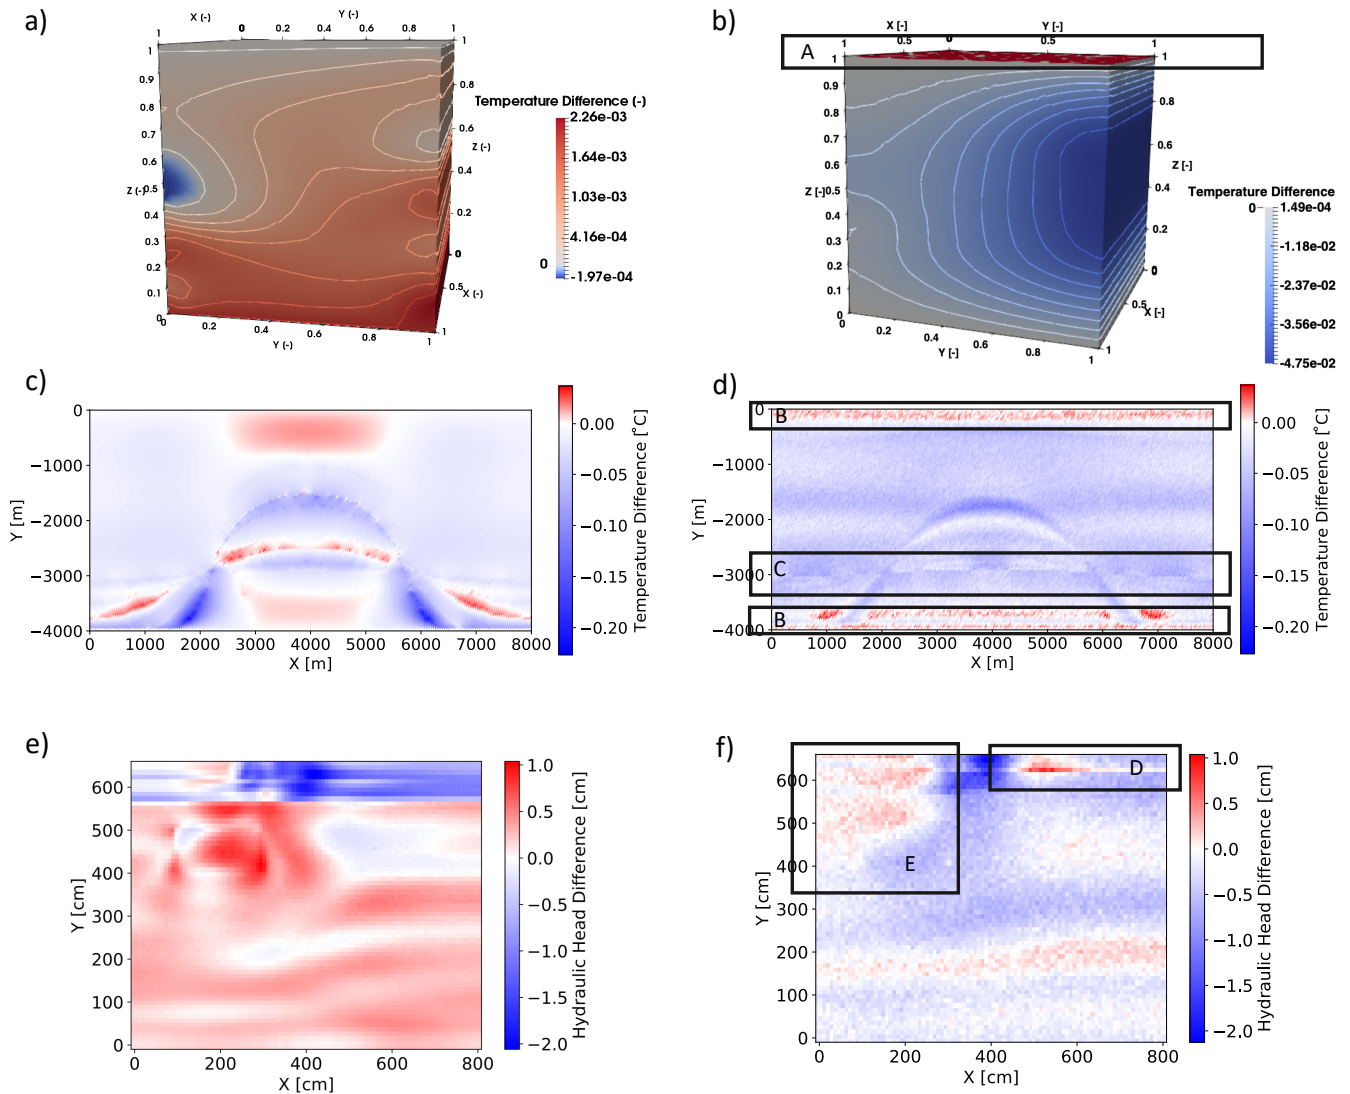 a)
X (-)
Y (-)
1
0
0.2
0.4
0.6
0.8
1
1
0.9
0.8
0.7
0.6
Z (-)
0.5
0.4
0.3
0.2
0.1
0
1
0.8
0.6
Z (-)
0.4
0.2
0
0.5
X (-)
1
0.2
0.4
0.6
0.8
1
Y (-)
Temperature Difference (-)
2.26e-03
1.64e-03
1.03e-03
4.16e-04
0
-1.97e-04
b)
A
X [-]
Y [-]
1
0.5
0
0.5
1
1
0.9
0.8
0.7
0.6
Z [-]
0.5
0.4
0.3
0.2
0.1
0
1
0.8
0.6
Z [-]
0.4
0.2
0
0.5
X [-]
1
0.2
0.4
0.6
0.8
1
Y [-]
Temperature Difference
0
1.49e-04
-1.18e-02
-2.37e-02
-3.56e-02
-4.75e-02
c)
0
−1000
−2000
−3000
−4000
Y [m]
0 1000 2000 3000 4000 5000 6000 7000 8000
X [m]
0.00
−0.05
−0.10
−0.15
−0.20
Temperature Difference [°C]
d)
B
C
B
0
−1000
−2000
−3000
−4000
Y [m]
0 1000 2000 3000 4000 5000 6000 7000 8000
X [m]
0.00
−0.05
−0.10
−0.15
−0.20
Temperature Difference [°C]
e)
600
500
400
300
200
100
0
Y [cm]
0 200 400 600 800
X [cm]
1.0
0.5
0.0
−0.5
−1.0
−1.5
−2.0
Hydraulic Head Difference [cm]
f)
D
E
600
500
400
300
200
100
0
Y [cm]
0 200 400 600 800
X [cm]
1.0
0.5
0.0
−0.5
−1.0
−1.5
−2.0
Hydraulic Head Difference [cm]